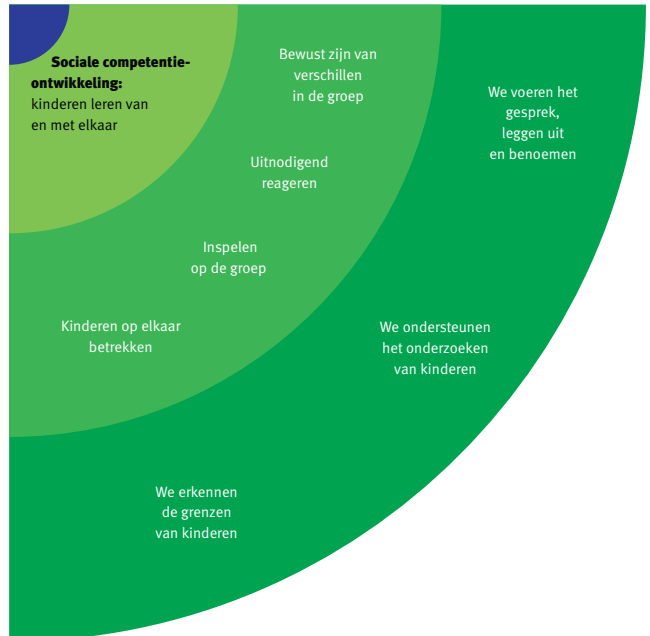 Sociale competentie-
ontwikkeling:
kinderen leren van
en met elkaar
Bewust zijn van
verschillen
in de groep
Uitnodigend
reageren
Inspelen
op de groep
Kinderen op elkaar
betrekken
We voeren het
gesprek,
leggen uit
en benoemen
We ondersteunen
het onderzoeken
van kinderen
We erkennen
de grenzen
van kinderen